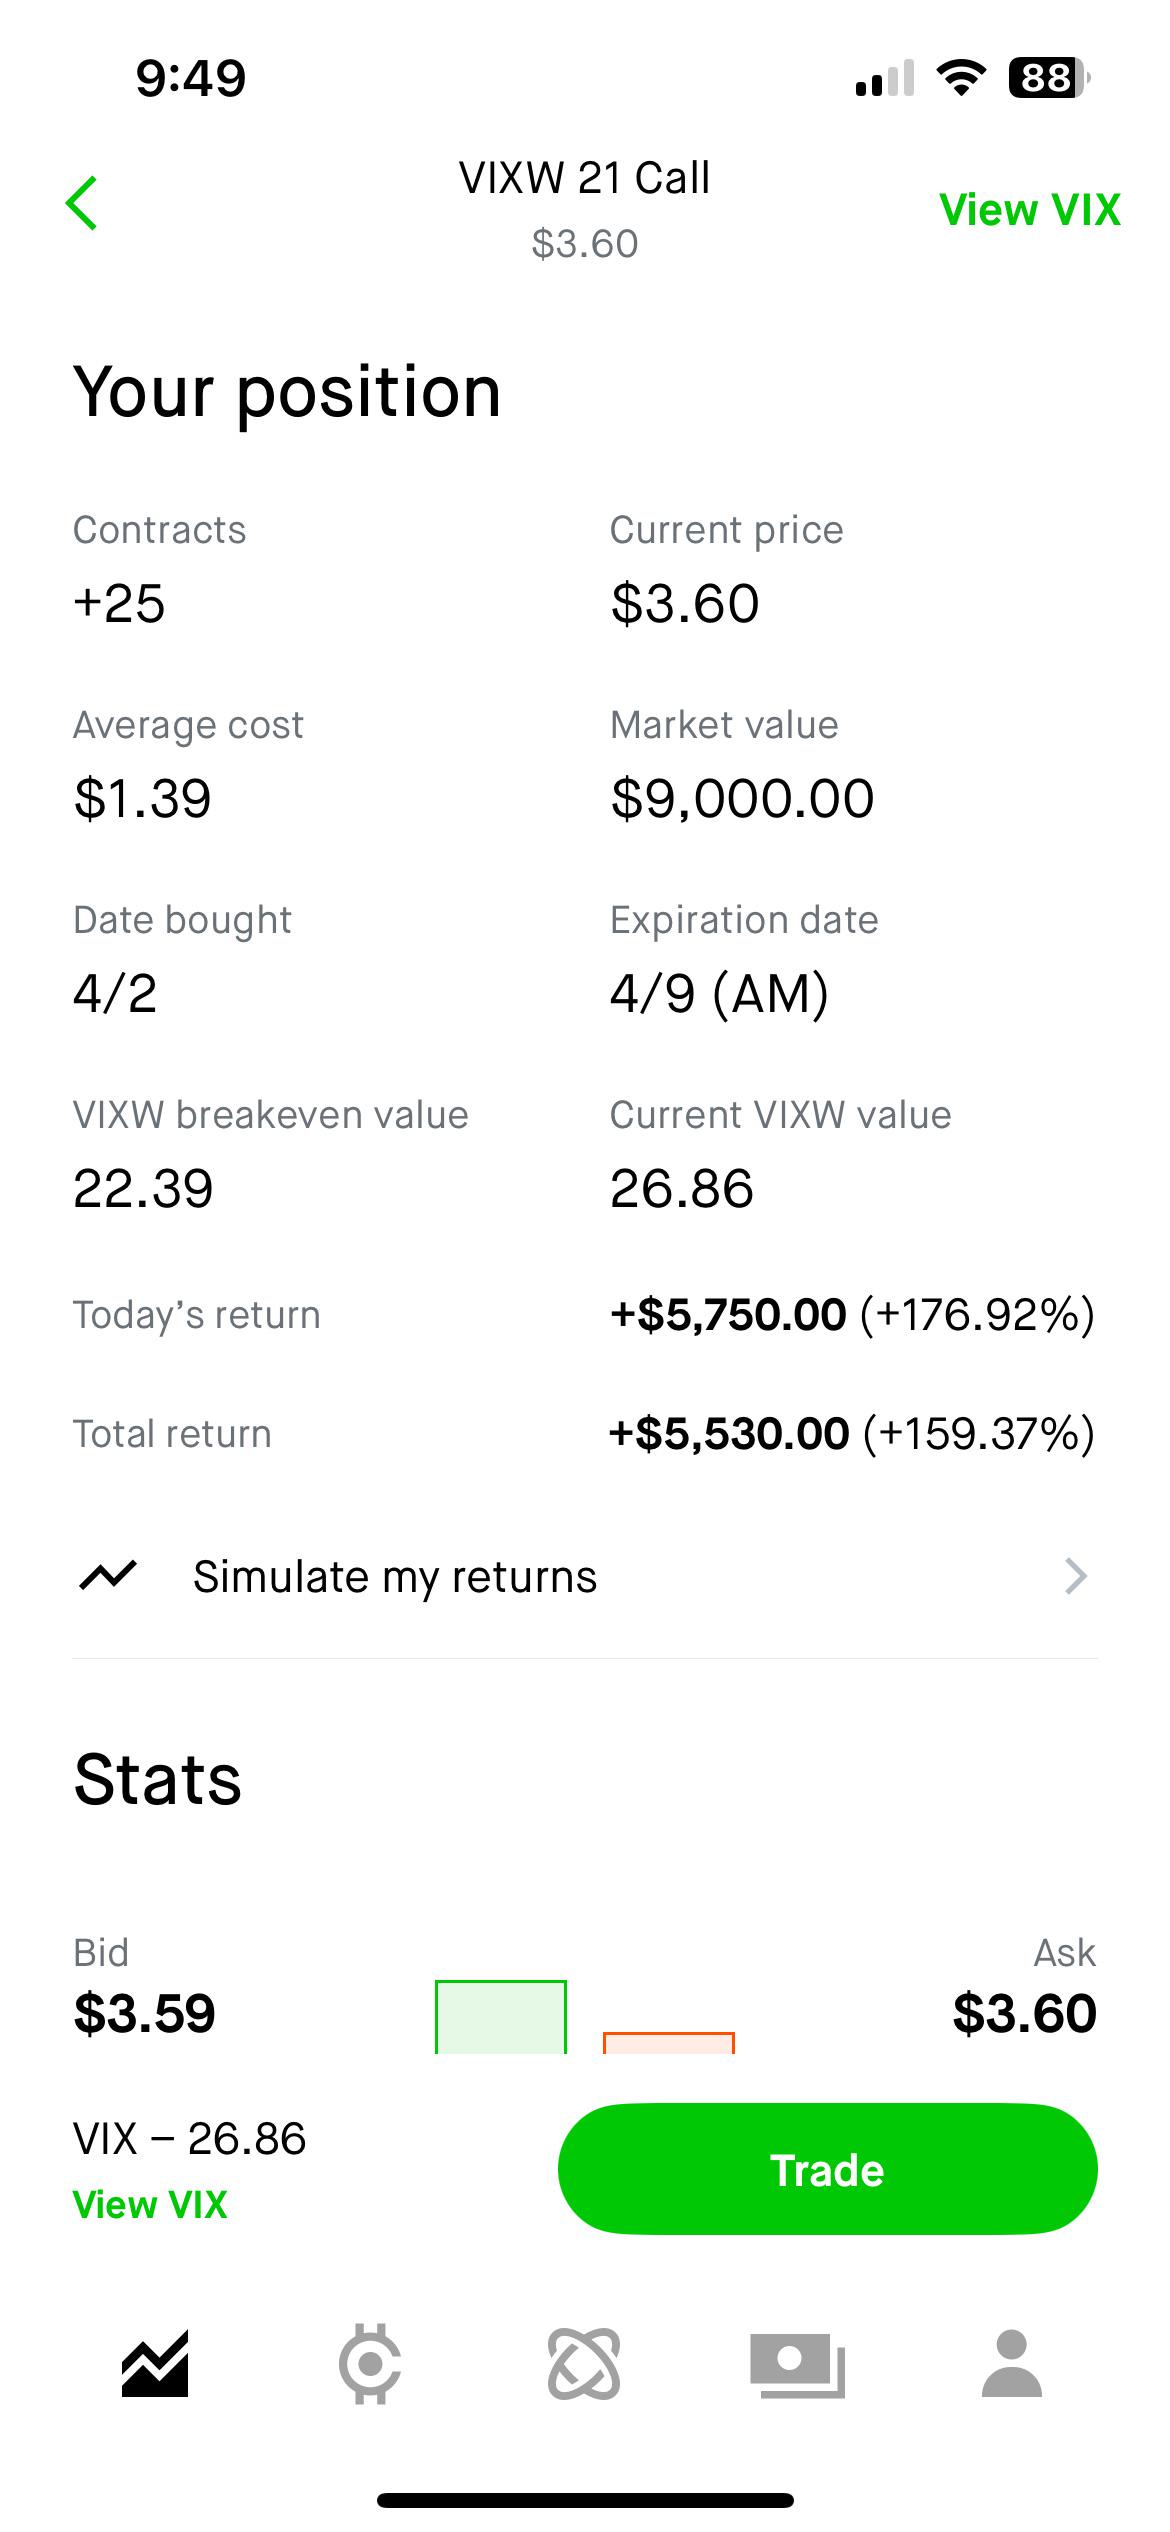 9:49
88
VIXW 21 Call
$3.60
View VIX
Your position
Contracts
+25
Current price
$3.60
Average cost
$1.39
Market value
$9,000.00
Date bought
4/2
Expiration date
4/9 (AM)
VIXW breakeven value
22.39
Current VIXW value
26.86
Today’s return
+$5,750.00 (+176.92%)
Total return
+$5,530.00 (+159.37%)
Simulate my returns
Stats
Bid
$3.59
Ask
$3.60
VIX – 26.86
View VIX
Trade